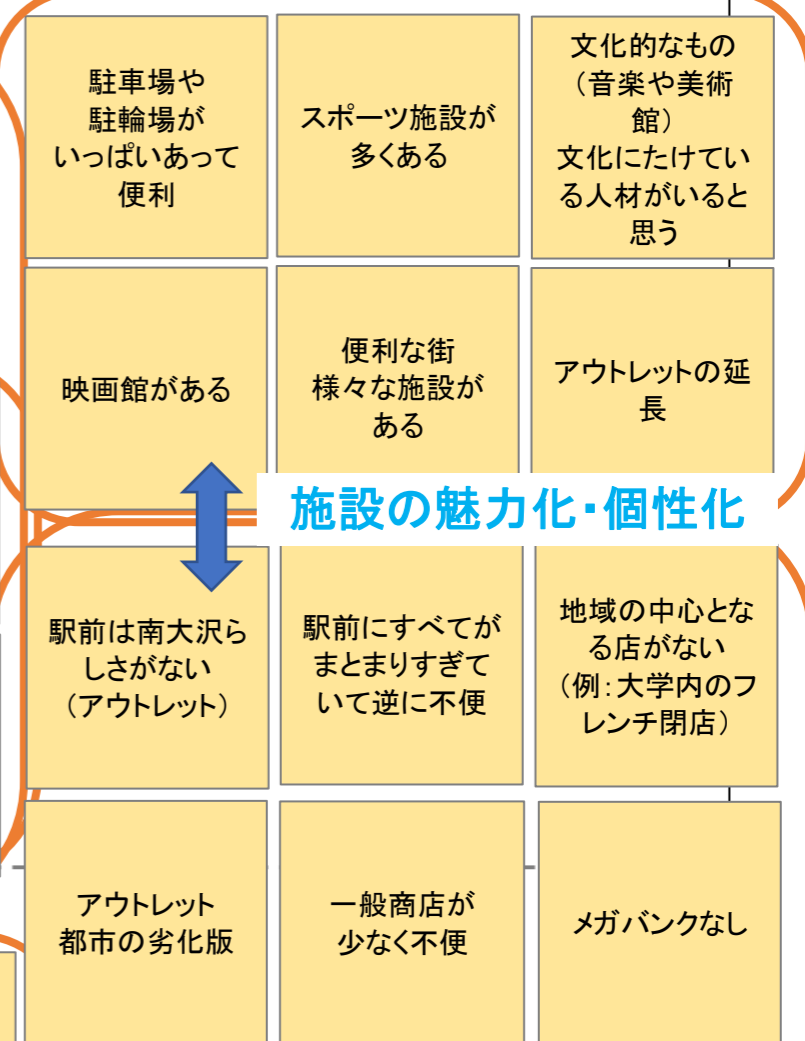 駐車場や
駐輪場が
いっぱいあって
便利
スポーツ施設が
多くある
文化的なもの
（音楽や美術
館）
文化にたけてい
る人材がいると
思う
映画館がある
便利な街
様々な施設が
ある
アウトレットの延
長
施設の魅力化・個性化
駅前は南大沢ら
しさがない
（アウトレット）
駅前にすべてが
まとまりすぎて
いて逆に不便
地域の中心とな
る店がない
（例：大学内のフ
レンチ閉店）
アウトレット
都市の劣化版
一般商店が
少なく不便
メガバンクなし